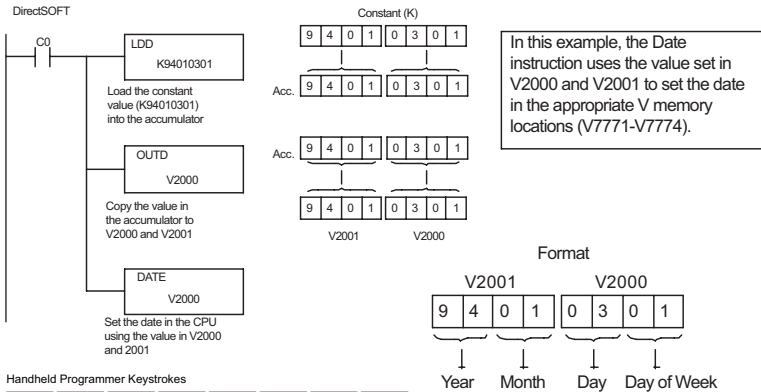 DirectSOFT
C0
LDD
K94010301
Load the constant
value (K94010301)
into the accumulator
OUTD
V2000
Copy the value in
the accumulator to
V2000 and V2001
DATE
V2000
Set the date in the CPU
using the value in V2000
and 2001
Handheld Programmer Keystrokes
Constant (K)
9 4 0 1 0 3 0 1
Acc. 9 4 0 1 0 3 0 1
Acc. 9 4 0 1 0 3 0 1
9 4 0 1 0 3 0 1
V2001 V2000
In this example, the Date
instruction uses the value set in
V2000 and V2001 to set the date
in the appropriate V memory
locations (V7771-V7774).
Format
V2001 V2000
9 4 0 1 0 3 0 1
Year Month Day Day of Week